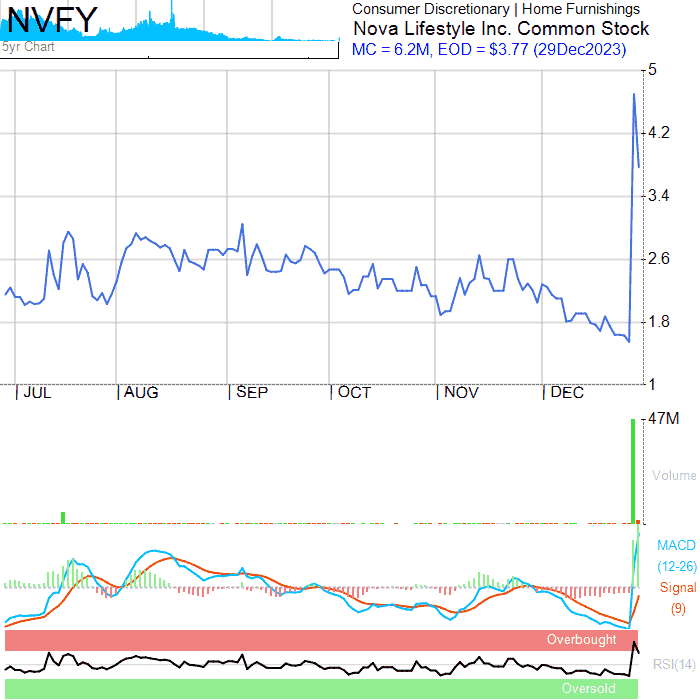 NVFY
5yr Chart
Consumer Discretionary | Home Furnishings
Nova Lifestyle Inc. Common Stock
MC = 6.2M, EOD = $3.77 (29Dec2023)
5
4.2
3.4
2.6
1.8
1
JUL AUG SEP OCT NOV DEC
47M
Volume
MACD
(12-26)
Signal
(9)
Overbought
RSI(14)
Oversold